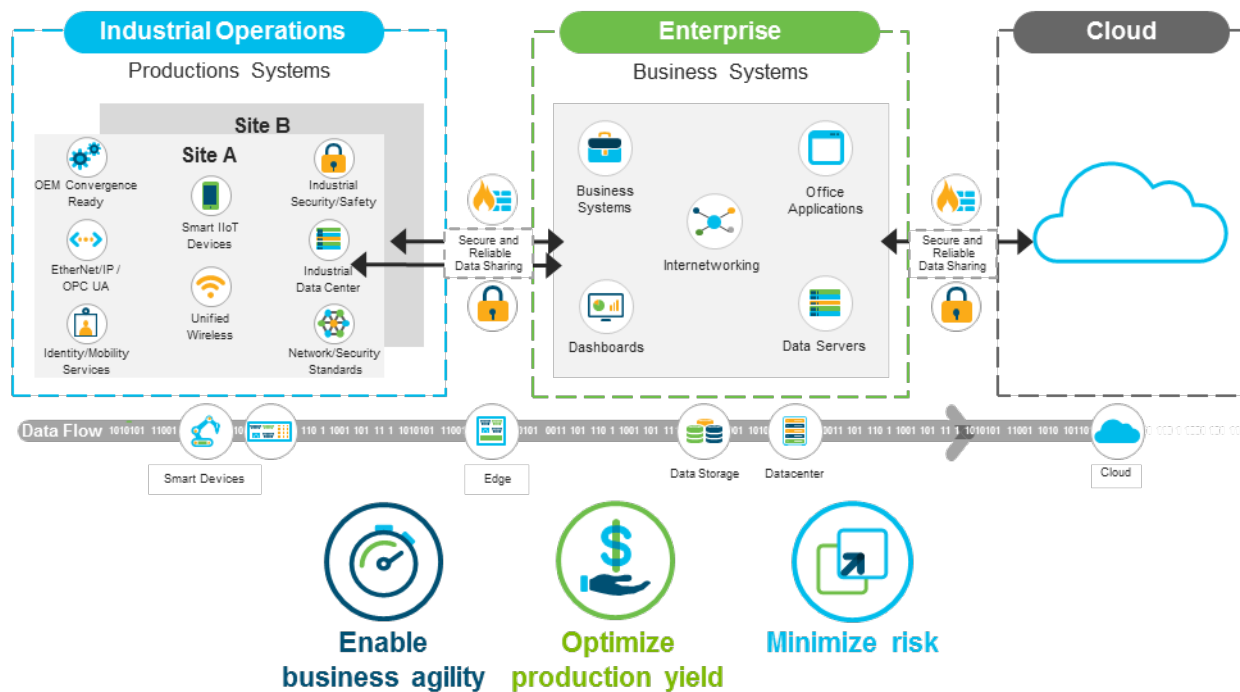 Industrial Operations
Productions Systems
Site B
Site A
OEM Convergence
Ready
Smart IIoT
Devices
Industrial
Security/Safety
EtherNet/IP /
OPC UA
Unified
Wireless
Industrial
Data Center
Identity/Mobility
Services
Network/Security
Standards
Secure and
Reliable
Data Sharing
Enterprise
Business Systems
Business
Systems
Office
Applications
Internetworking
Dashboards
Data Servers
Secure and
Reliable
Data Sharing
Cloud
Data Flow
Smart Devices
Edge
Data Storage
Datacenter
Cloud
Enable
business agility
Optimize
production yield
Minimize risk